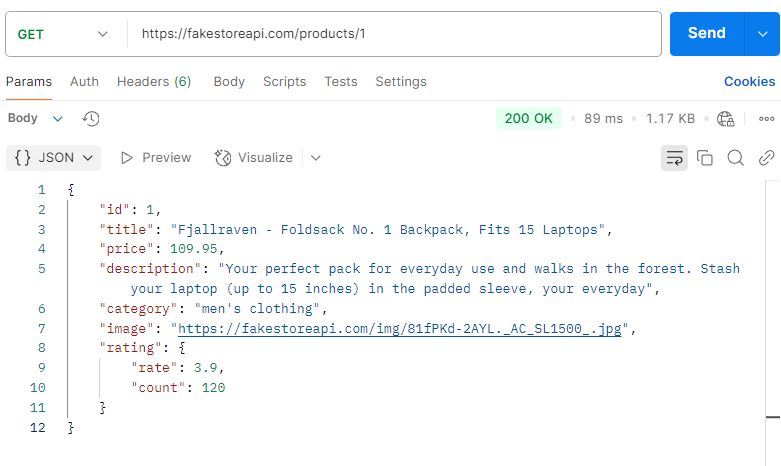 GET https://fakestoreapi.com/products/1 Send
Params Auth Headers (6) Body Scripts Tests Settings Cookies
Body 200 OK 89 ms 1.17 KB
{} JSON Preview Visualize
1 {
2 "id": 1,
3 "title": "Fjallraven - Foldsack No. 1 Backpack, Fits 15 Laptops",
4 "price": 109.95,
5 "description": "Your perfect pack for everyday use and walks in the forest. Stash
your laptop (up to 15 inches) in the padded sleeve, your everyday",
6 "category": "men's clothing",
7 "image": "https://fakestoreapi.com/img/81fPKd-2AYL._AC_SL1500_.jpg",
8 "rating": {
9 "rate": 3.9,
10 "count": 120
11 }
12 }